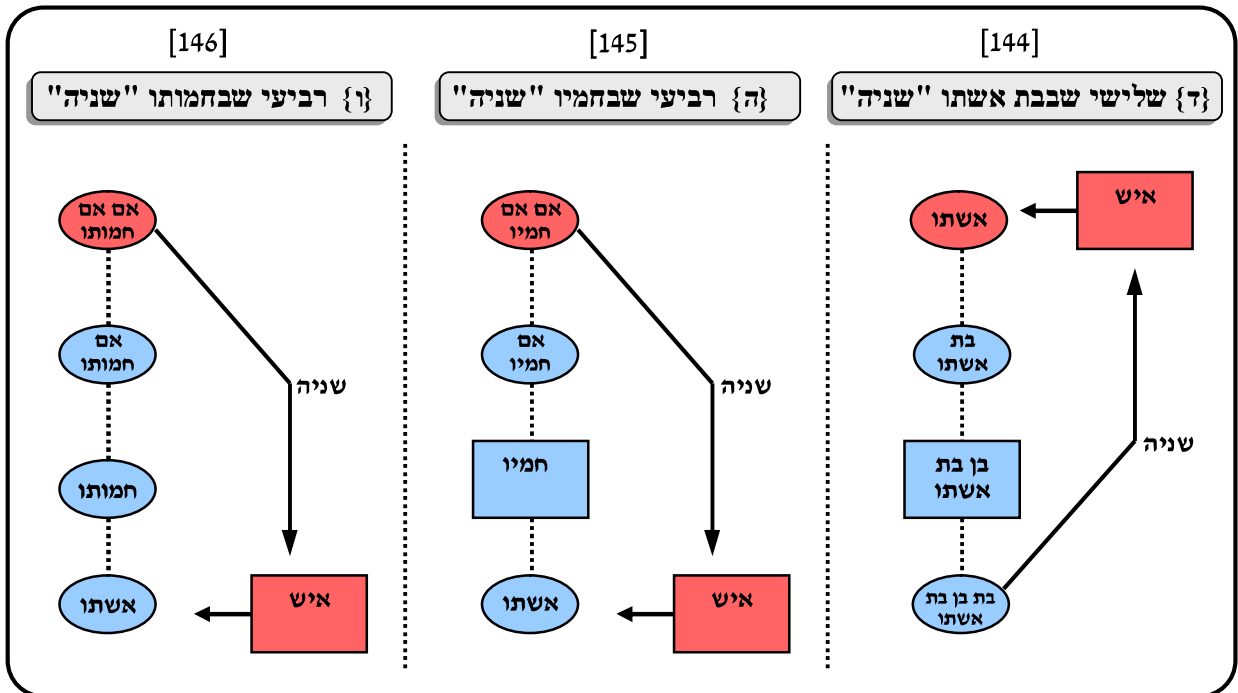 [144]
{ד} שלישי שבבת אשתו "שניה"
איש
אשתו
בת
אשתו
בן בת
אשתו
בת בן בת
אשתו
שניה
[145]
{ה} רביעי שבחמיו "שניה"
אם אם
חמיו
אם
חמיו
חמיו
אשתו
איש
שניה
[146]
{ו} רביעי שבחמותו "שניה"
אם אם
חמותו
אם
חמותו
חמותו
אשתו
איש
שניה